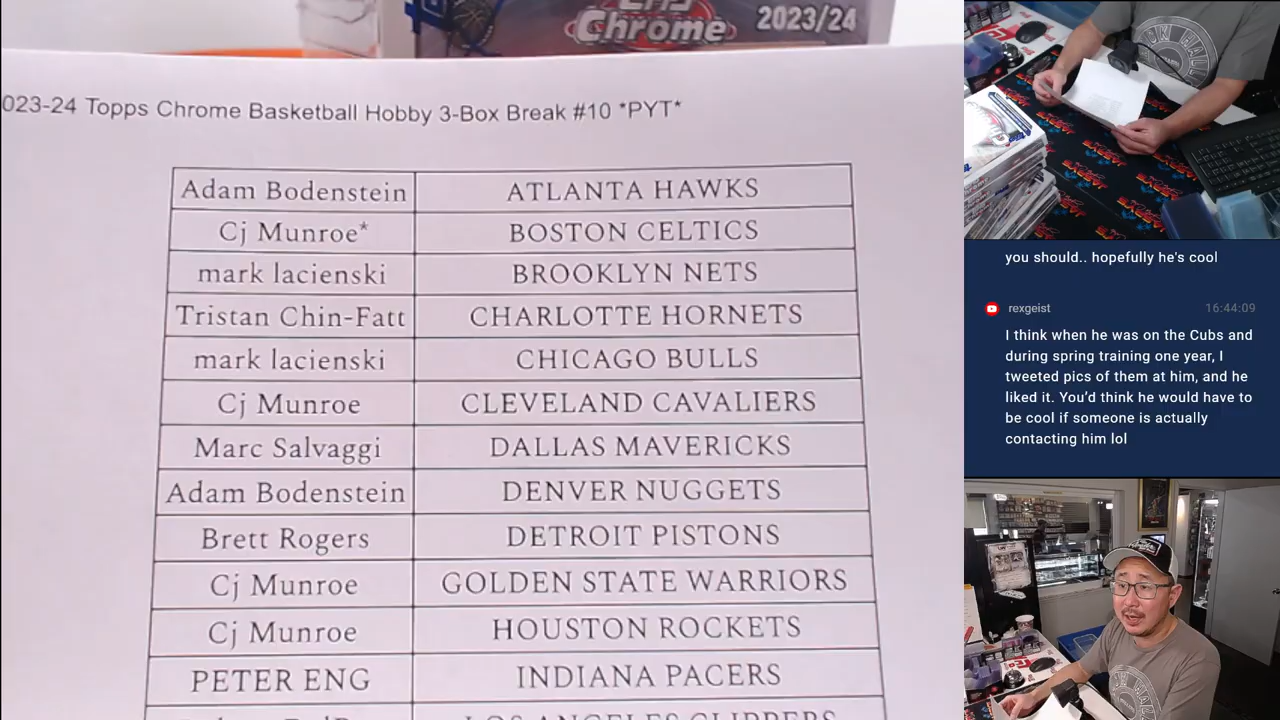 Chrome 2023/24
023-24 Topps Chrome Basketball Hobby 3-Box Break #10 *PYT*
Adam Bodenstein ATLANTA HAWKS
Cj Munroe* BOSTON CELTICS
mark lacienski BROOKLYN NETS
Tristan Chin-Fatt CHARLOTTE HORNETS
mark lacienski CHICAGO BULLS
Cj Munroe CLEVELAND CAVALIERS
Marc Salvaggi DALLAS MAVERICKS
Adam Bodenstein DENVER NUGGETS
Brett Rogers DETROIT PISTONS
Cj Munroe GOLDEN STATE WARRIORS
Cj Munroe HOUSTON ROCKETS
PETER ENG INDIANA PACERS
LOS ANGELES CLIPPERS
you should.. hopefully he's cool
rexgeist 16:44:09
I think when he was on the Cubs and
during spring training one year, I
tweeted pics of them at him, and he
liked it. You'd think he would have to
be cool if someone is actually
contacting him lol